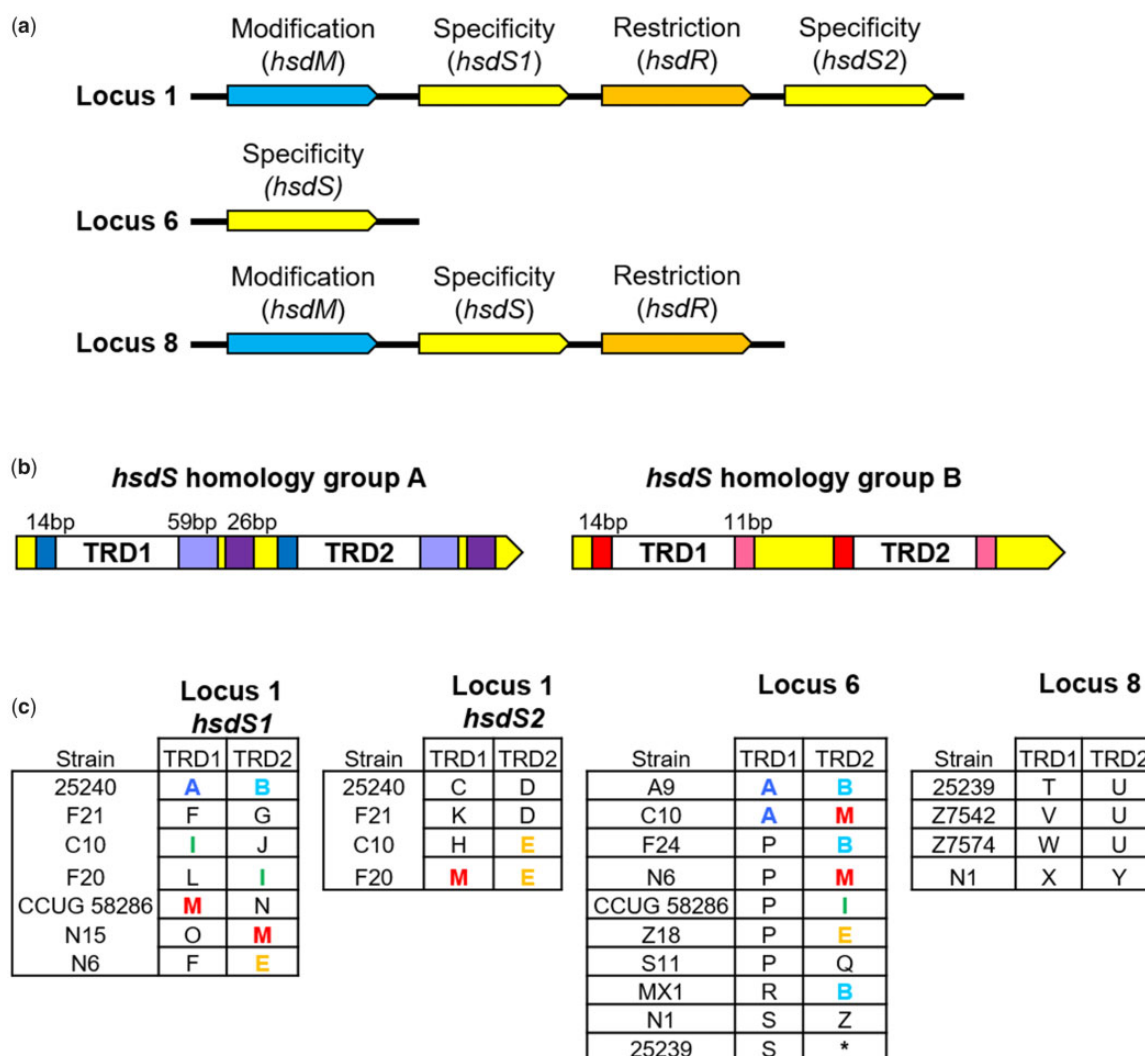 (a)
Modification Specificity Restriction Specificity
(hsdM) (hsdS1) (hsdR) (hsdS2)
Locus 1
Specificity
(hsdS)
Locus 6
Modification Specificity Restriction
(hsdM) (hsdS) (hsdR)
Locus 8
(b)
hsdS homology group A hsdS homology group B
14bp 59bp 26bp 14bp 11bp
TRD1 TRD2 TRD1 TRD2
(c)
Locus 1
hsdS1
Strain TRD1 TRD2
25240 A B
F21 F G
C10 I J
F20 L I
CCUG 58286 M N
N15 O M
N6 F E
Locus 1
hsdS2
Strain TRD1 TRD2
25240 C D
F21 K D
C10 H E
F20 M E
Locus 6
Strain TRD1 TRD2
A9 A B
C10 A M
F24 P B
N6 P M
CCUG 58286 P I
Z18 P E
S11 P Q
MX1 R B
N1 S Z
25239 S *
Locus 8
Strain TRD1 TRD2
25239 T U
Z7542 V U
Z7574 W U
N1 X Y